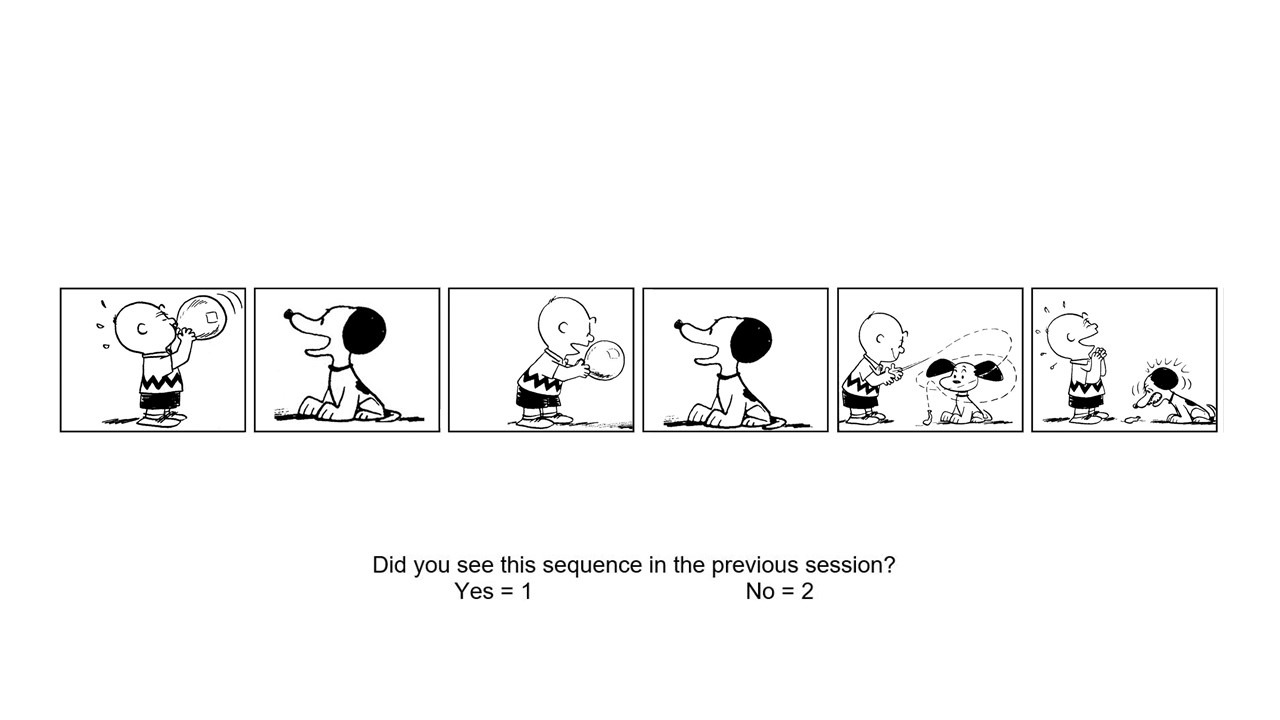 Did you see this sequence in the previous session?
Yes = 1 No = 2